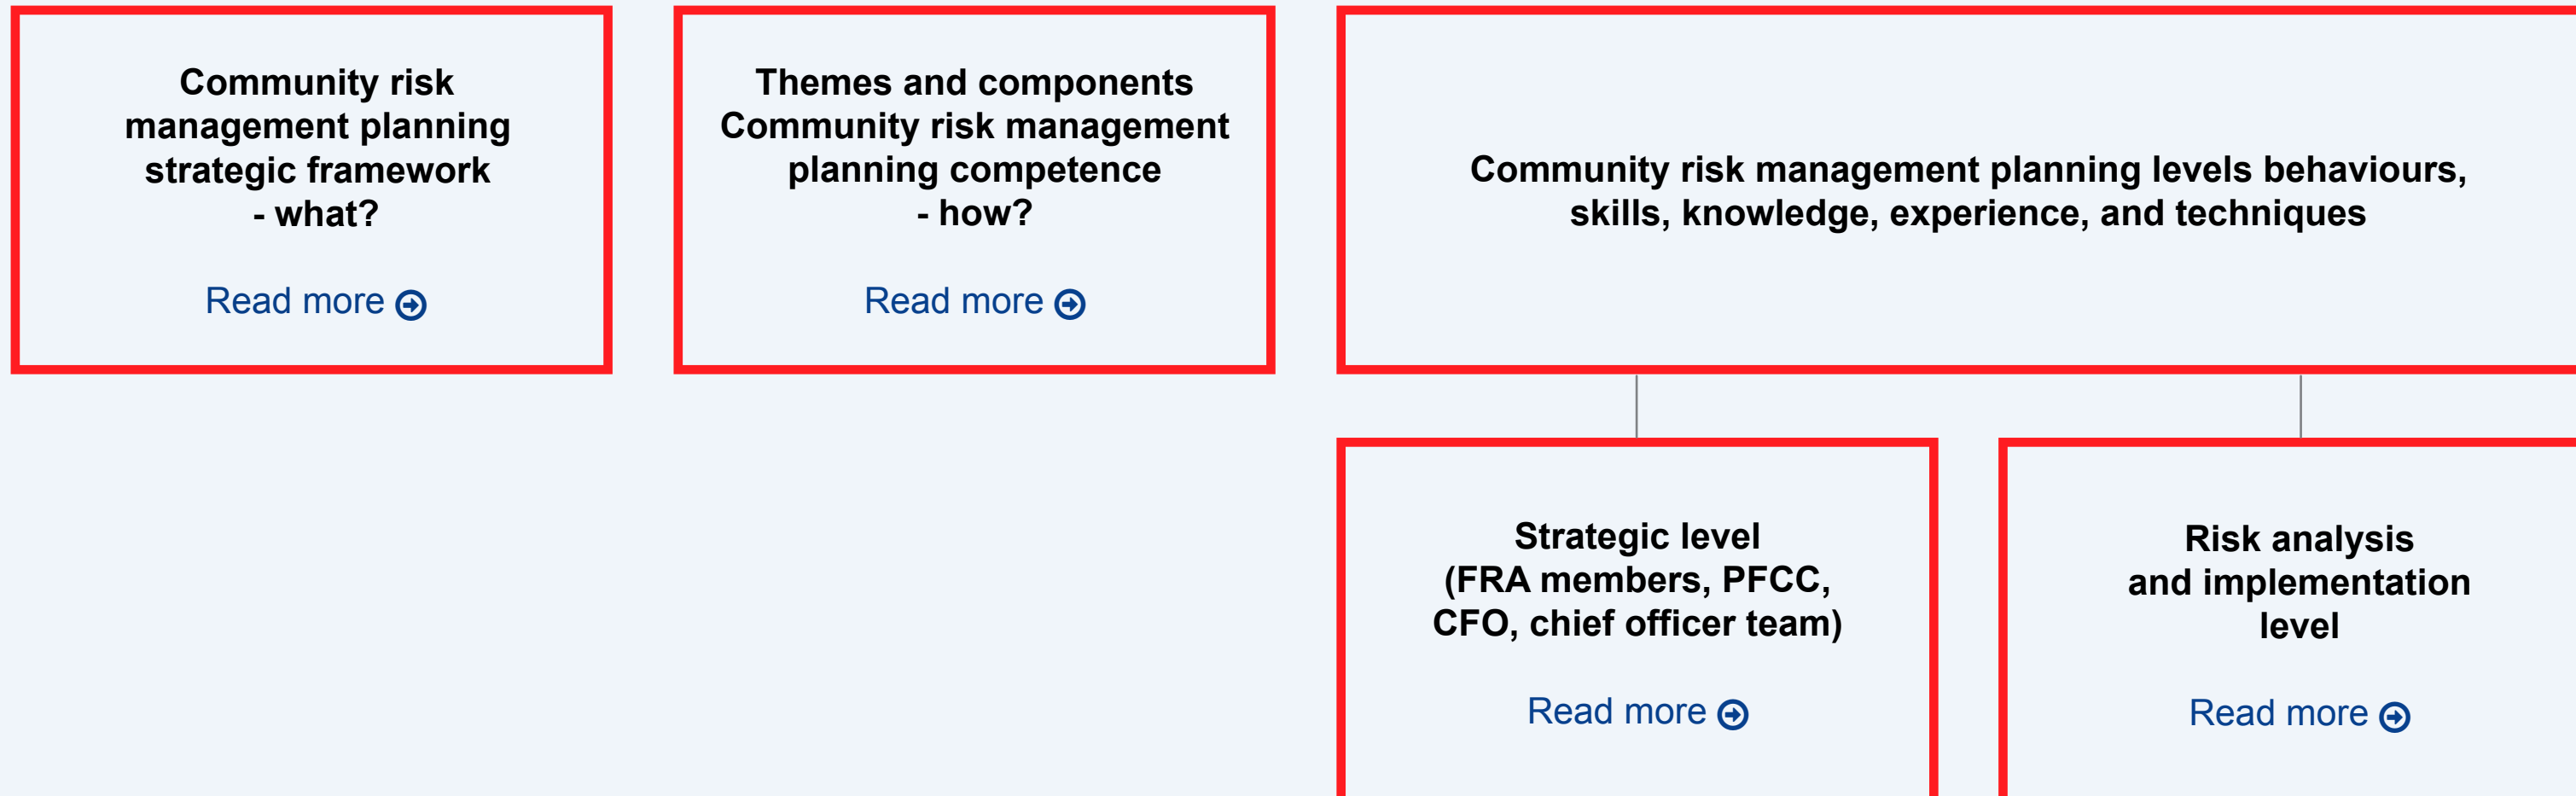 Community risk
management planning
strategic framework
- what?
Read more
Themes and components
Community risk management
planning competence
- how?
Read more
Community risk management planning levels behaviours,
skills, knowledge, experience, and techniques
Strategic level
(FRA members, PFCC,
CFO, chief officer team)
Read more
Risk analysis
and implementation
level
Read more